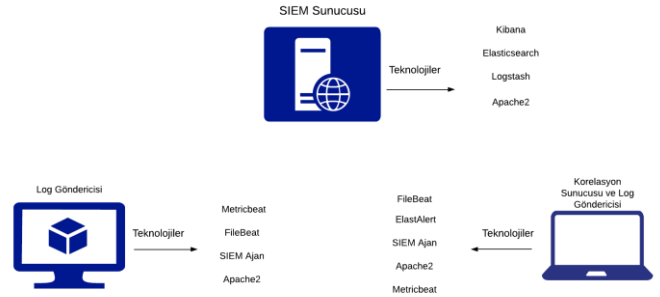 SIEM Sunucusu
Teknolojiler
Kibana
Elasticsearch
Logstash
Apache2
Log Göndericisi
Teknolojiler
Metricbeat
FileBeat
SIEM Ajan
Apache2
FileBeat
ElastAlert
SIEM Ajan
Apache2
Metricbeat
Teknolojiler
Korelasyon
Sunucusu ve Log
Göndericisi